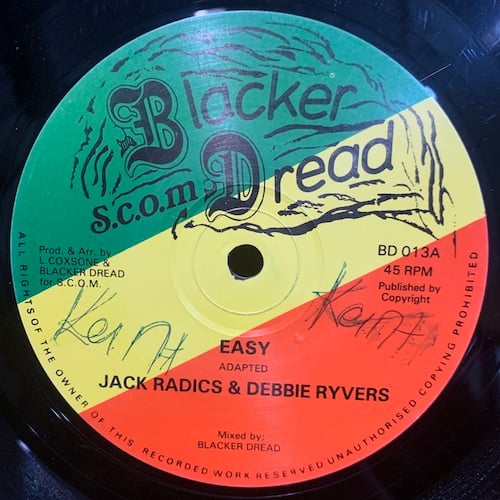 Blacker
S.c.o.m Dread
Prod. & Arr. by
L.COXSONE &
BLACKER DREAD
for S.C.O.M.
BD 013A
45 RPM
Published by
Copyright
EASY
ADAPTED
JACK RADICS & DEBBIE RYVERS
Mixed by:
BLACKER DREAD
ALL RIGHTS OF THE OWNER OF THIS RECORDED WORK RESERVED UNAUTHORISED COPYING PROHIBITED